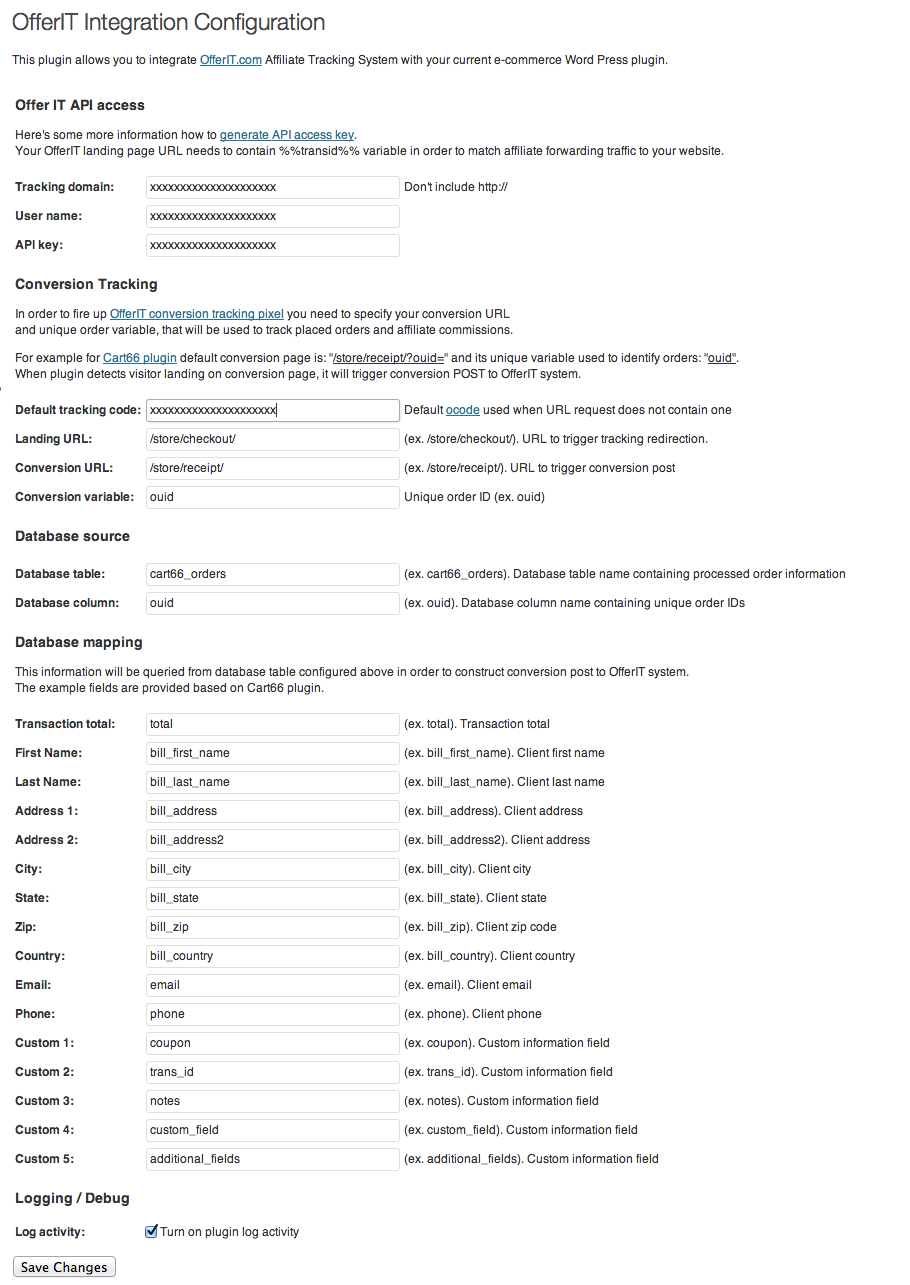 OfferIT Integration Configuration
This plugin allows you to integrate OfferIT.com Affiliate Tracking System with your current e-commerce Word Press plugin.
Offer IT API access
Here's some more information how to generate API access key.
Your OfferIT landing page URL needs to contain %%transid%% variable in order to match affiliate forwarding traffic to your website.
Tracking domain: xxxxxxxxxxxxxxxxxxxxx Don't include http://
User name: xxxxxxxxxxxxxxxxxxxxx
API key: xxxxxxxxxxxxxxxxxxxxx
Conversion Tracking
In order to fire up OfferIT conversion tracking pixel you need to specify your conversion URL
and unique order variable, that will be used to track placed orders and affiliate commissions.
For example for Cart66 plugin default conversion page is: "/store/receipt/?ouid=" and its unique variable used to identify orders: "ouid".
When plugin detects visitor landing on conversion page, it will trigger conversion POST to OfferIT system.
Default tracking code: xxxxxxxxxxxxxxxxxxxxx Default ocode used when URL request does not contain one
Landing URL: /store/checkout/ (ex. /store/checkout/). URL to trigger tracking redirection.
Conversion URL: /store/receipt/ (ex. /store/receipt/). URL to trigger conversion post
Conversion variable: ouid Unique order ID (ex. ouid)
Database source
Database table: cart66_orders (ex. cart66_orders). Database table name containing processed order information
Database column: ouid (ex. ouid). Database column name containing unique order IDs
Database mapping
This information will be queried from database table configured above in order to construct conversion post to OfferIT system.
The example fields are provided based on Cart66 plugin.
Transaction total: total (ex. total). Transaction total
First Name: bill_first_name (ex. bill_first_name). Client first name
Last Name: bill_last_name (ex. bill_last_name). Client last name
Address 1: bill_address (ex. bill_address). Client address
Address 2: bill_address2 (ex. bill_address2). Client address
City: bill_city (ex. bill_city). Client city
State: bill_state (ex. bill_state). Client state
Zip: bill_zip (ex. bill_zip). Client zip code
Country: bill_country (ex. bill_country). Client country
Email: email (ex. email). Client email
Phone: phone (ex. phone). Client phone
Custom 1: coupon (ex. coupon). Custom information field
Custom 2: trans_id (ex. trans_id). Custom information field
Custom 3: notes (ex. notes). Custom information field
Custom 4: custom_field (ex. custom_field). Custom information field
Custom 5: additional_fields (ex. additional_fields). Custom information field
Logging / Debug
Log activity: Turn on plugin log activity
Save Changes